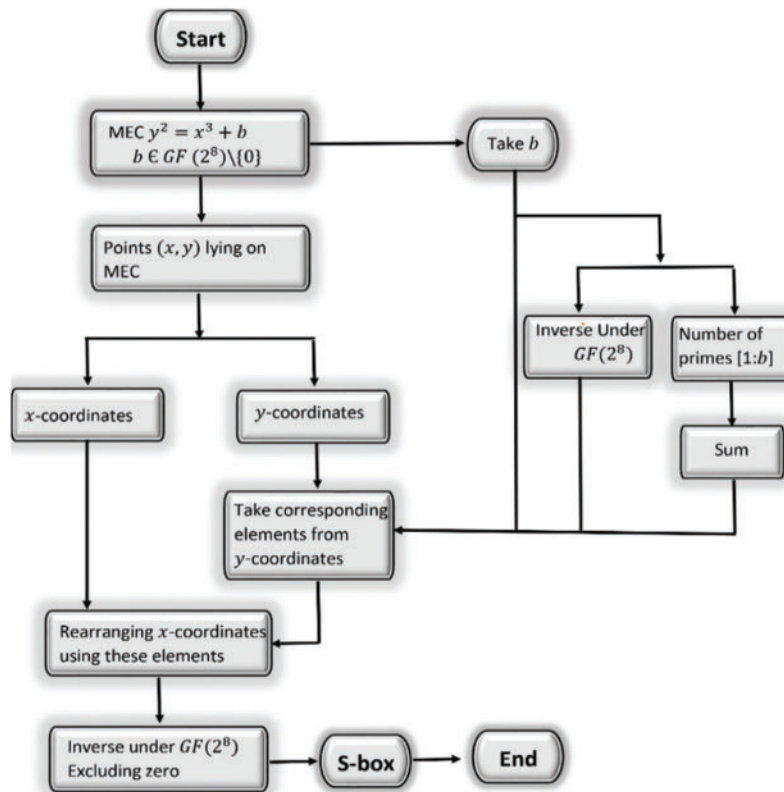 Start
MEC y² = x³ + b
b Є GF (2⁸)\{0}
Take b
Points (x, y) lying on
MEC
Inverse Under
GF(2⁸)
Number of
primes [1:b]
x-coordinates
y-coordinates
Sum
Take corresponding
elements from
y-coordinates
Rearranging x-coordinates
using these elements
Inverse under GF(2⁸)
Excluding zero
S-box
End